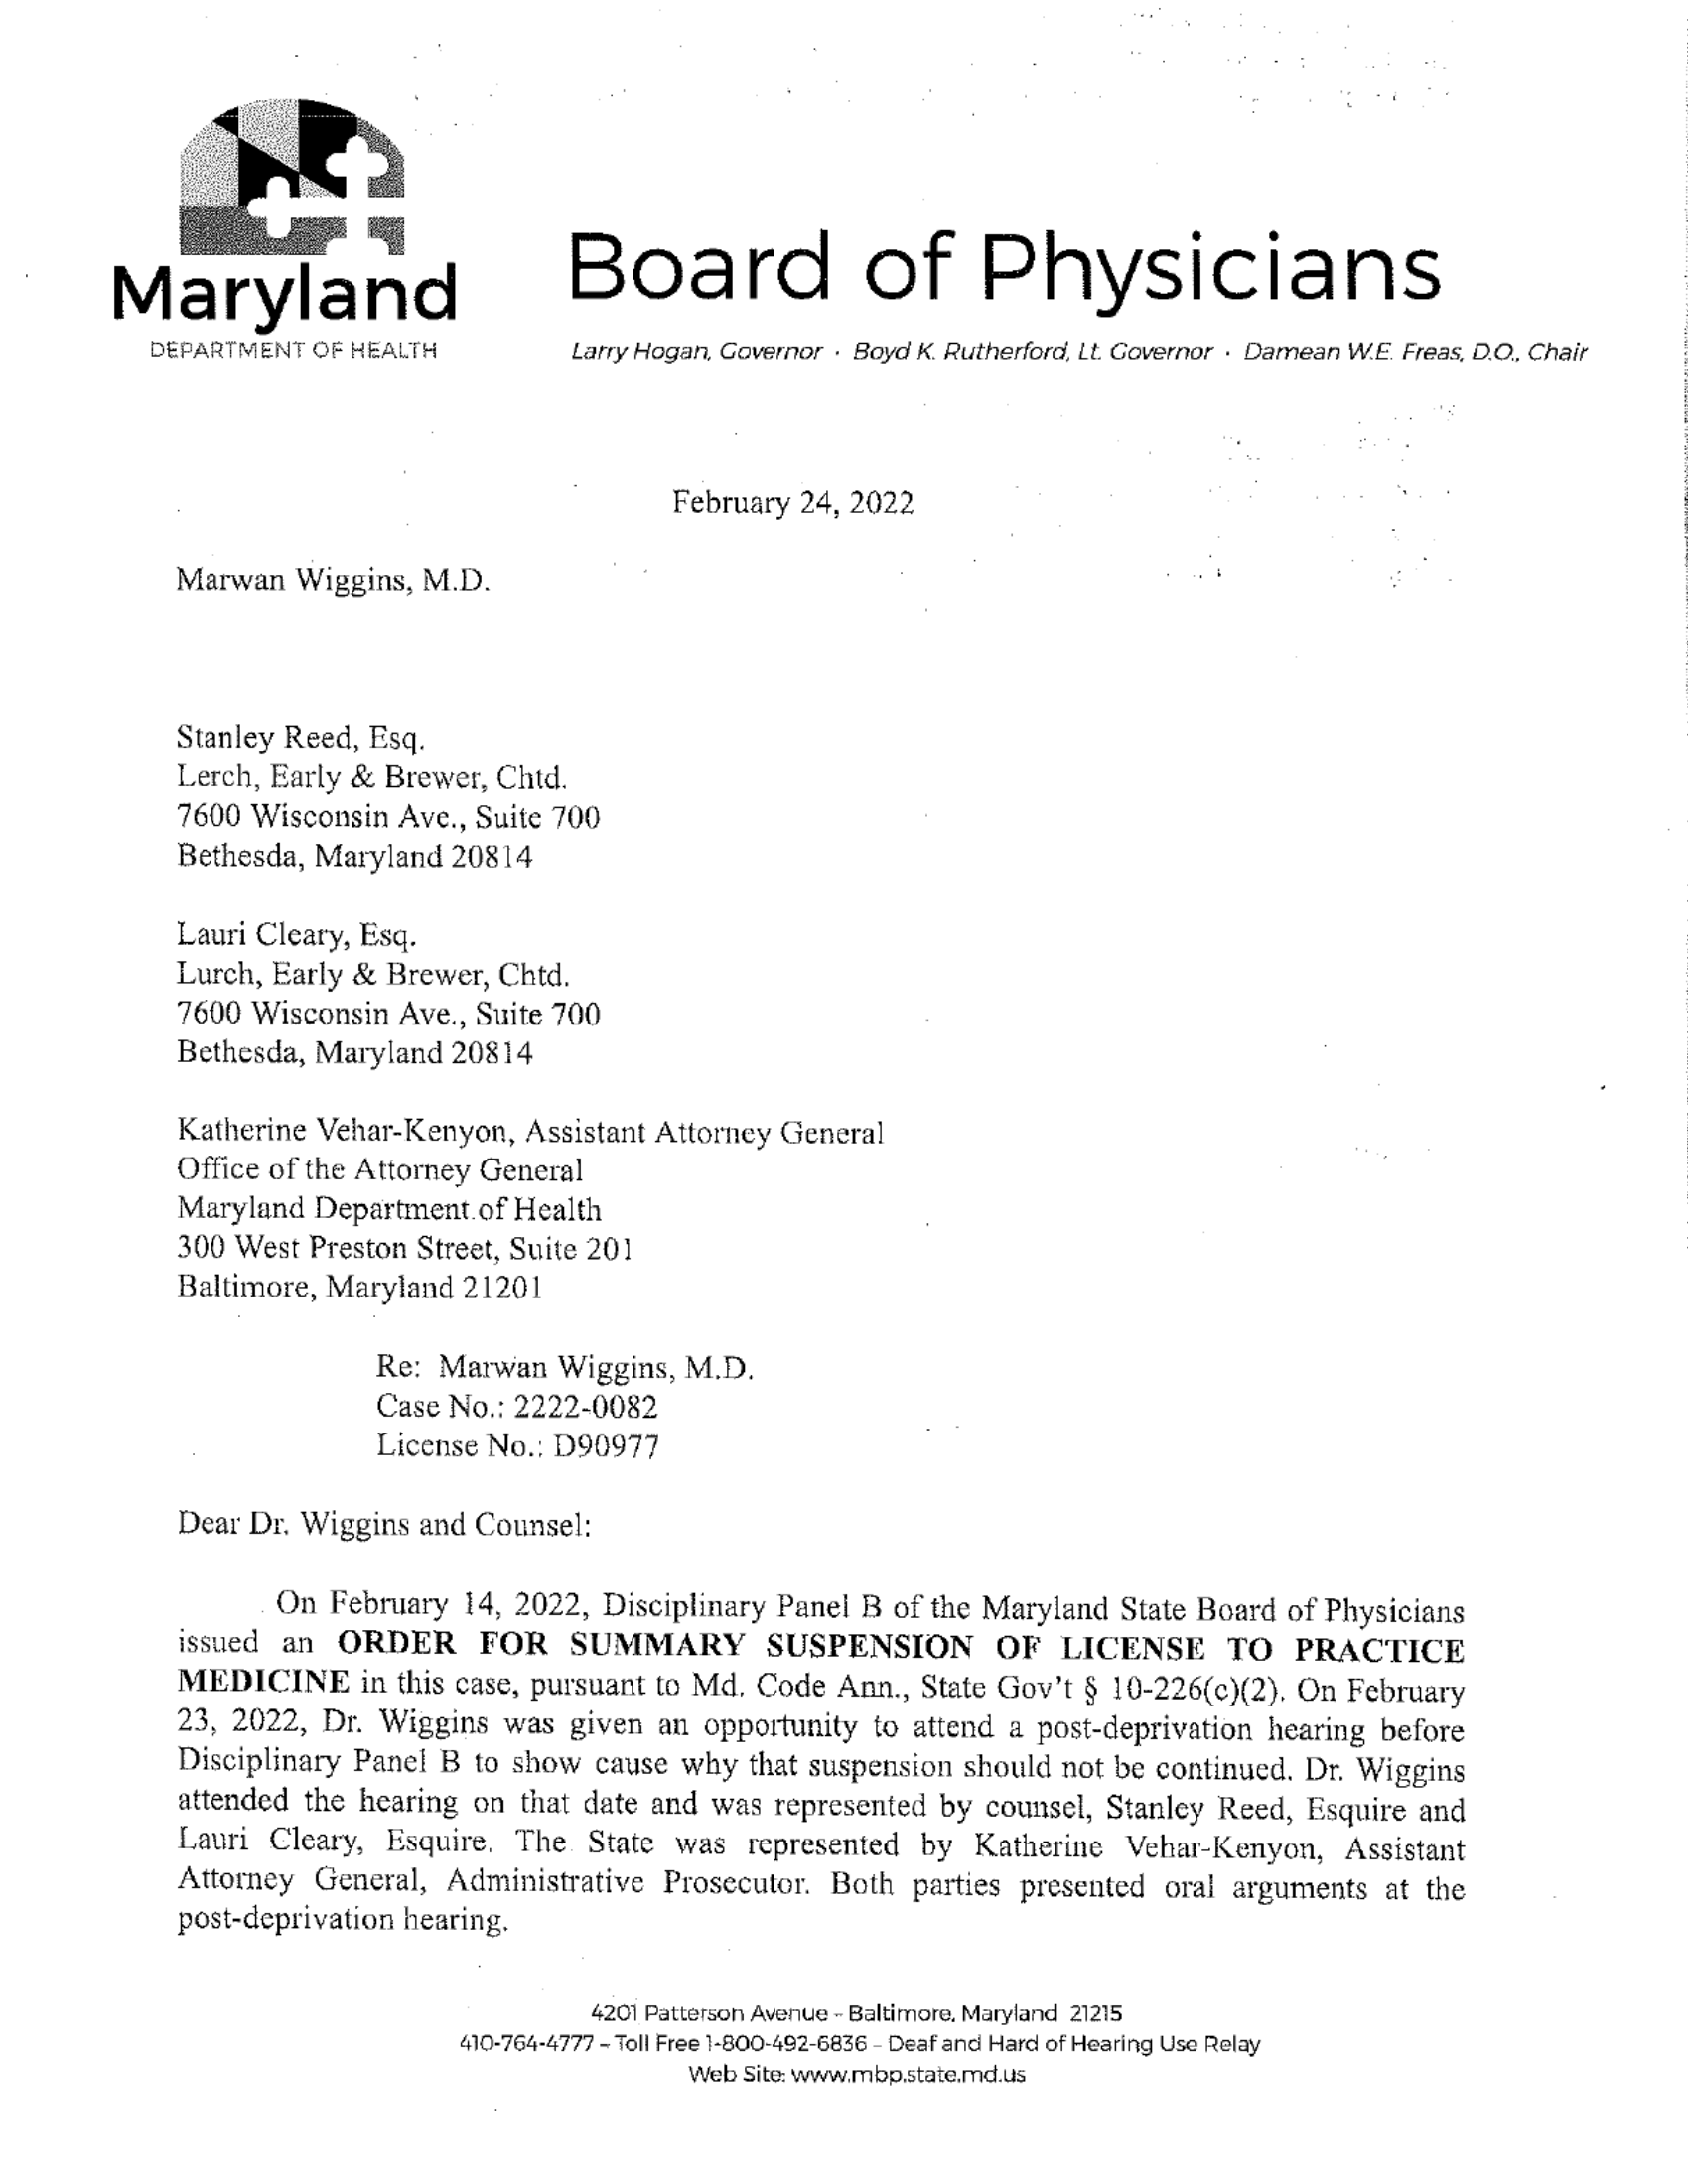 Maryland
DEPARTMENT OF HEALTH
Board of Physicians
Larry Hogan, Governor · Boyd K. Rutherford, Lt. Governor · Damean W.E. Freas, D.O., Chair
February 24, 2022
Marwan Wiggins, M.D.
Stanley Reed, Esq.
Lerch, Early & Brewer, Chtd.
7600 Wisconsin Ave., Suite 700
Bethesda, Maryland 20814
Lauri Cleary, Esq.
Lurch, Early & Brewer, Chtd.
7600 Wisconsin Ave., Suite 700
Bethesda, Maryland 20814
Katherine Vehar-Kenyon, Assistant Attorney General
Office of the Attorney General
Maryland Department of Health
300 West Preston Street, Suite 201
Baltimore, Maryland 21201
Re: Marwan Wiggins, M.D.
Case No.: 2222-0082
License No.: D90977
Dear Dr. Wiggins and Counsel:
On February 14, 2022, Disciplinary Panel B of the Maryland State Board of Physicians
issued an ORDER FOR SUMMARY SUSPENSION OF LICENSE TO PRACTICE
MEDICINE in this case, pursuant to Md. Code Ann., State Gov't § 10-226(c)(2). On February
23, 2022, Dr. Wiggins was given an opportunity to attend a post-deprivation hearing before
Disciplinary Panel B to show cause why that suspension should not be continued. Dr. Wiggins
attended the hearing on that date and was represented by counsel, Stanley Reed, Esquire and
Lauri Cleary, Esquire. The State was represented by Katherine Vehar-Kenyon, Assistant
Attorney General, Administrative Prosecutor. Both parties presented oral arguments at the
post-deprivation hearing.
4201 Patterson Avenue – Baltimore, Maryland 21215
410-764-4777 – Toll Free 1-800-492-6836 – Deaf and Hard of Hearing Use Relay
Web Site: www.mbp.state.md.us